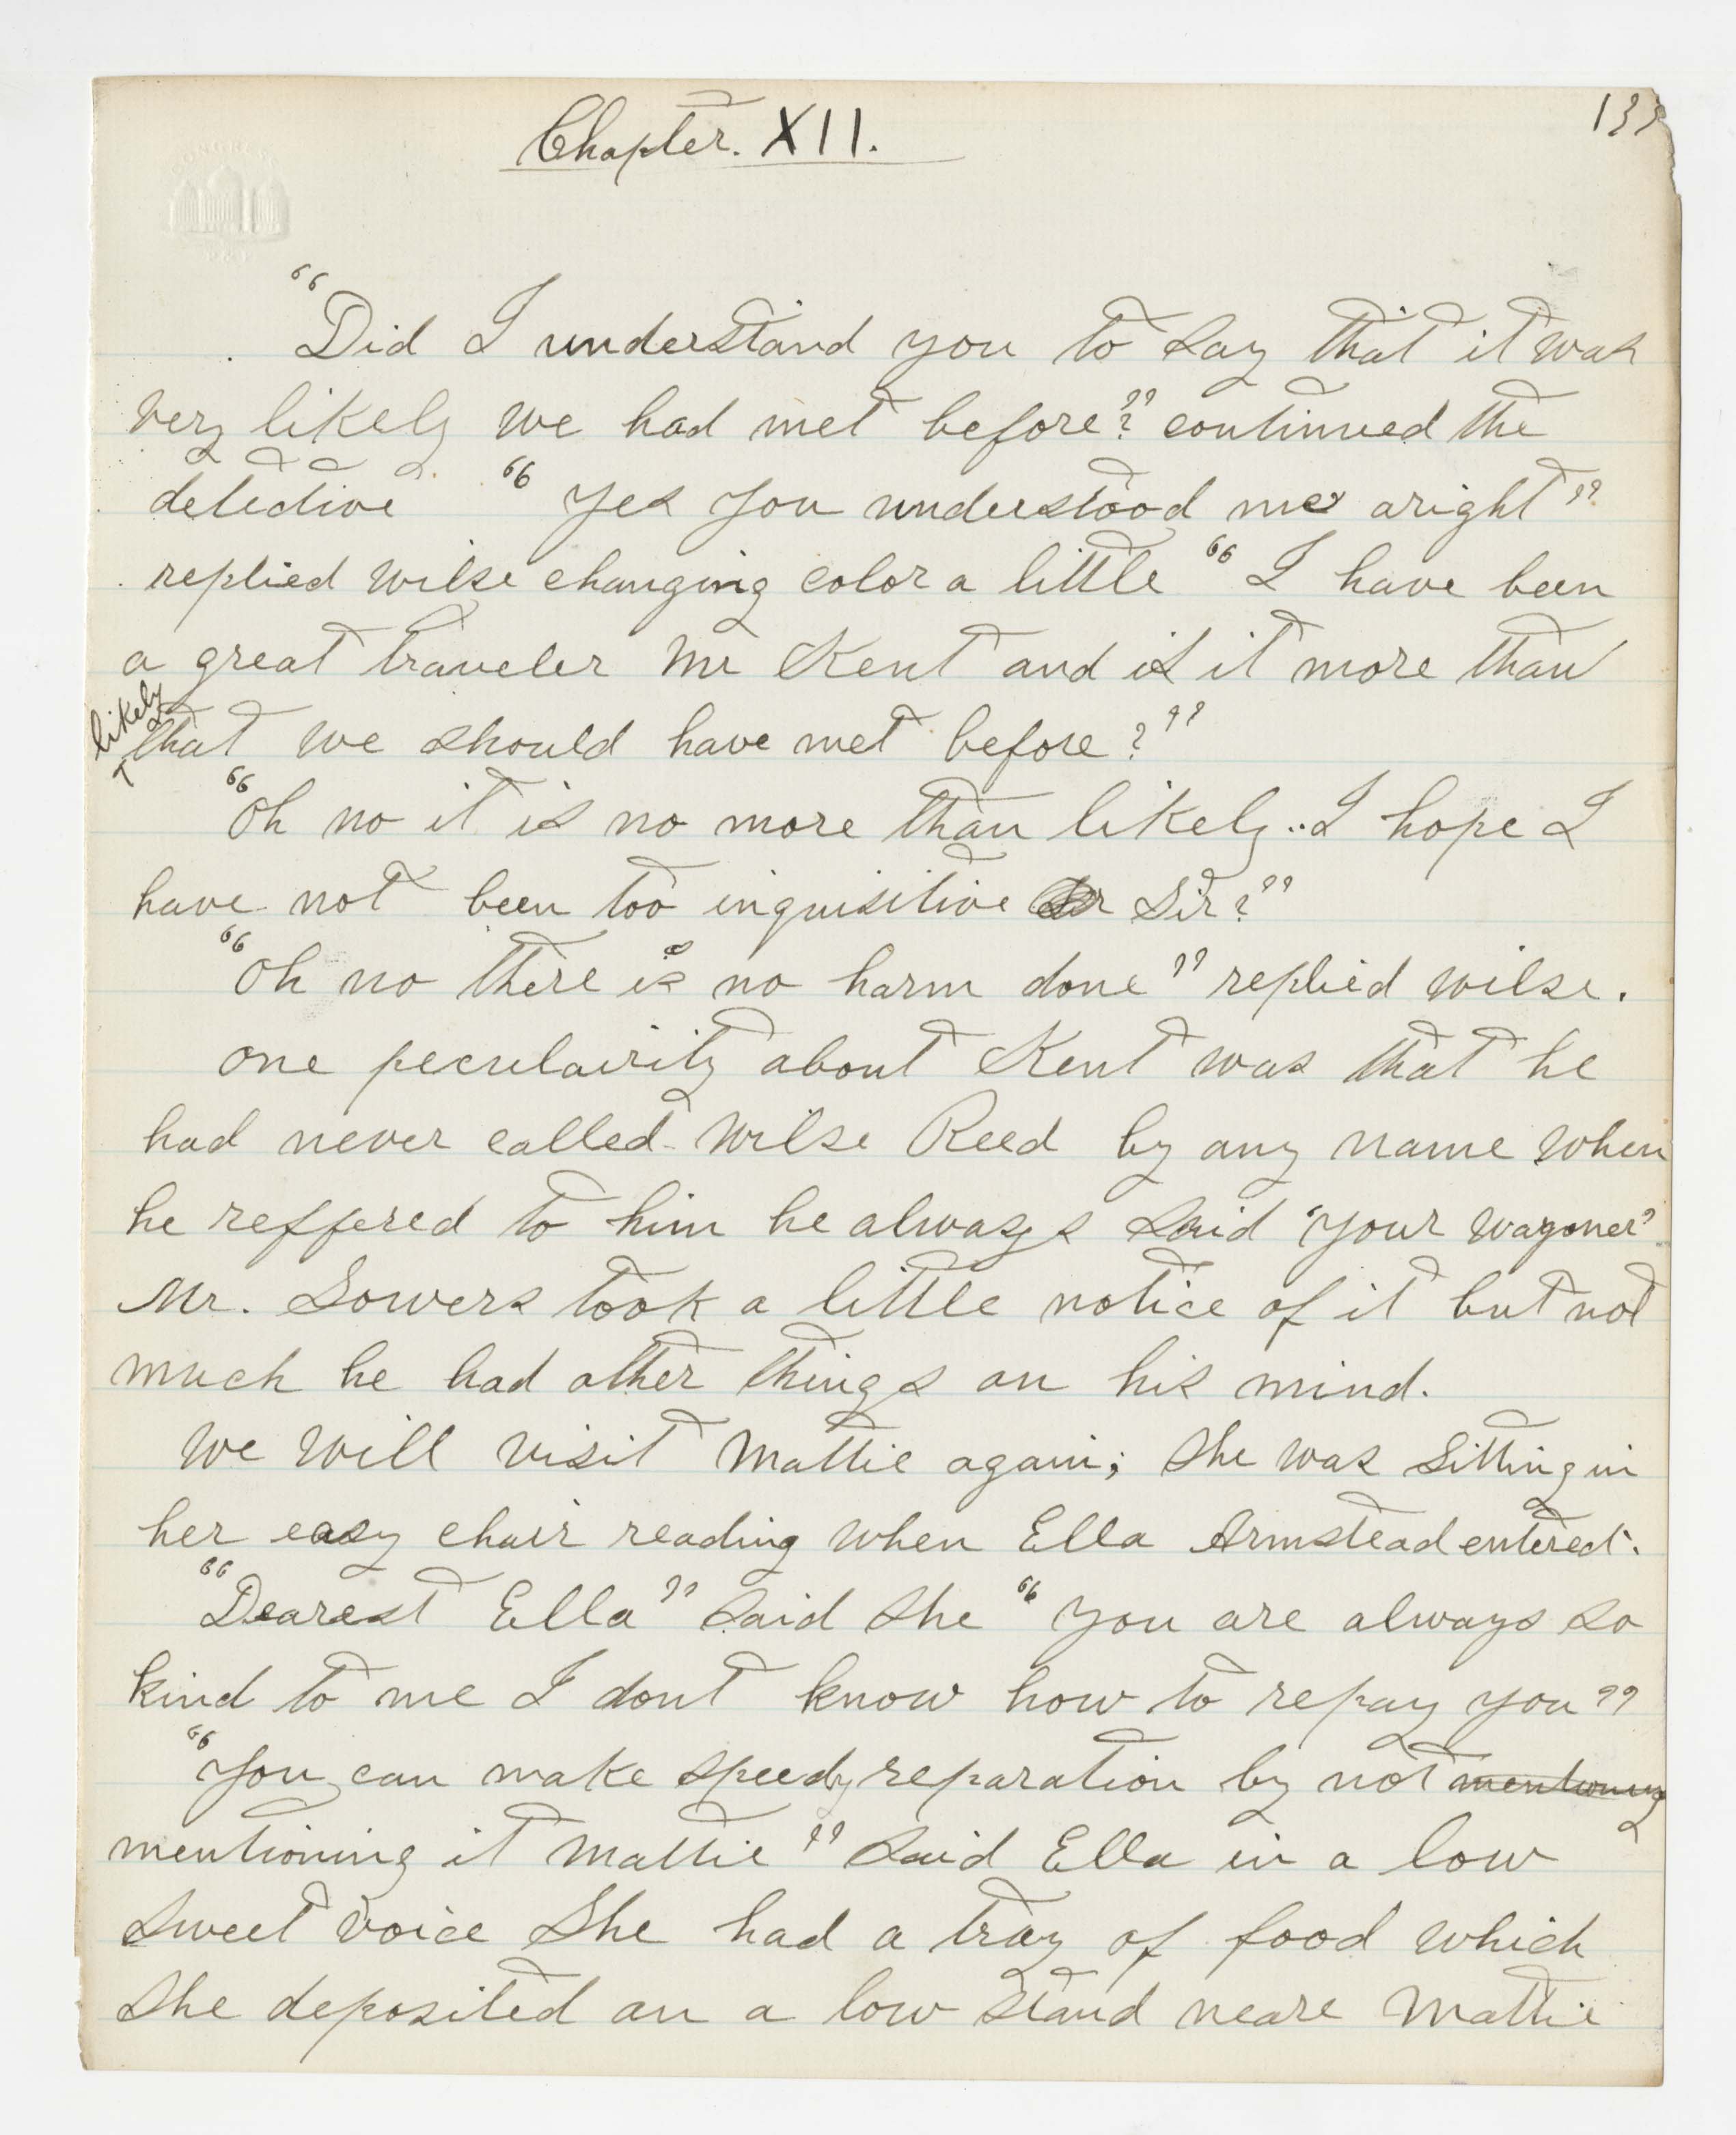 133
Chapter. XII.
CONGRESS
"Did I understand you to say that it was
very likely we had met before?" continued the
detective "Yes you understood me aright"
replied Wilse changing color a little "I have been
a great traveler Mr Kent and is it more than
likely
that we should have met before?"
"Oh no it is no more than likely.. I hope I
have not been too inquisitive Sir?"
"Oh no there is no harm done" replied Wilse.
One peculairity about Kent was that he
had never called Wilse Reed by any name when
he reffered to him he always said "your wagoner"
Mr. Sowers took a little notice of it but not
much he had other things on his mind.
We will visit Mattie again; she was sitting in
her easy chair reading when Ella Armstead entered.
"Dearest Ella" said she "you are always so
kind to me I dont know how to repay you"
"You can make speedy reparation by not mentioning
mentioning it Mattie" said Ella in a low
sweet voice She had a tray of food which
she deposited on a low stand neare Mattie